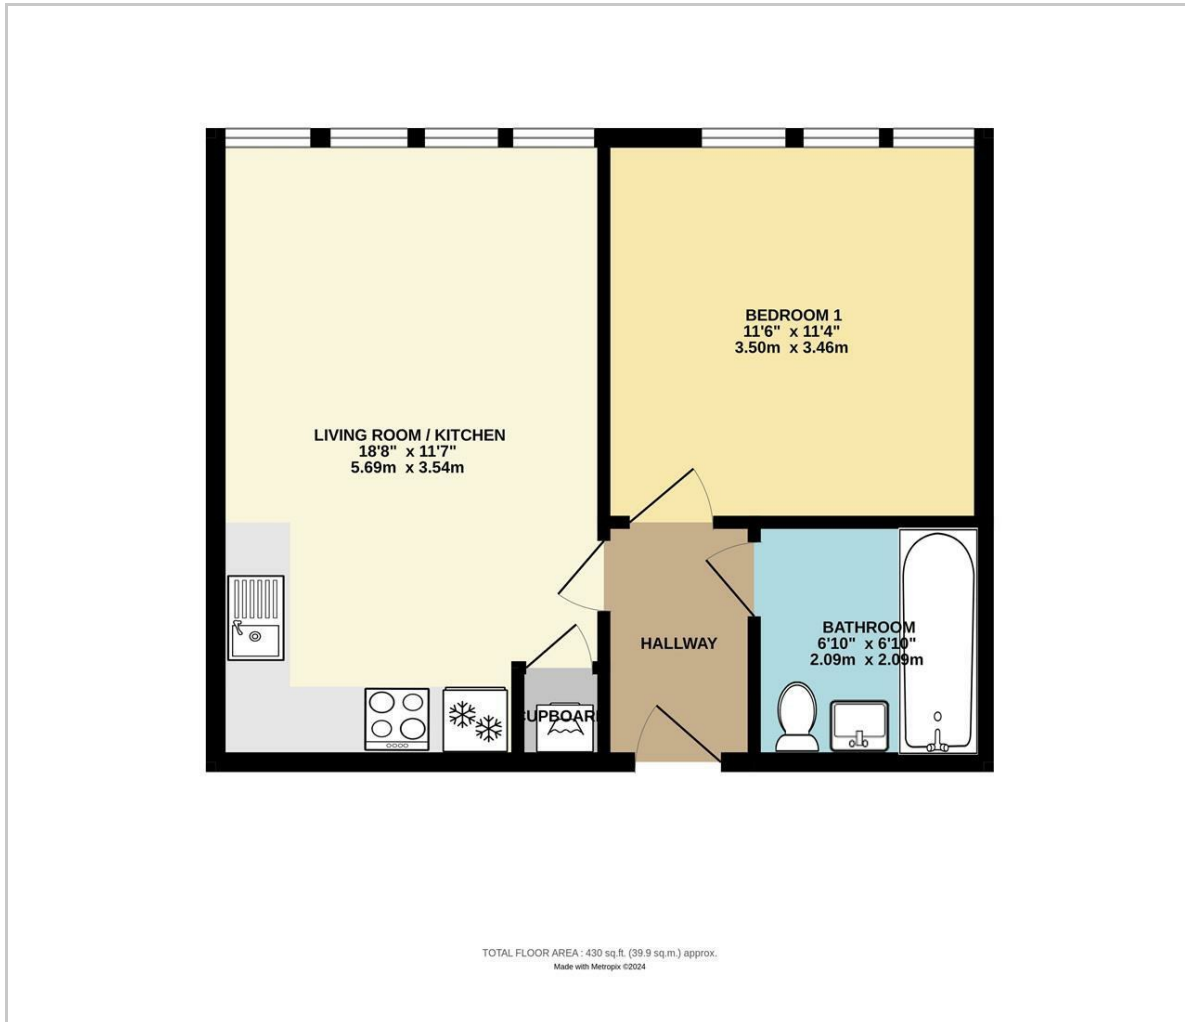 LIVING ROOM / KITCHEN
18'8" x 11'7"
5.69m x 3.54m
BEDROOM 1
11'6" x 11'4"
3.50m x 3.46m
HALLWAY
BATHROOM
6'10" x 6'10"
2.09m x 2.09m
CUPBOARD
TOTAL FLOOR AREA : 430 sq.ft. (39.9 sq.m.) approx.
Made with Metropix ©2024